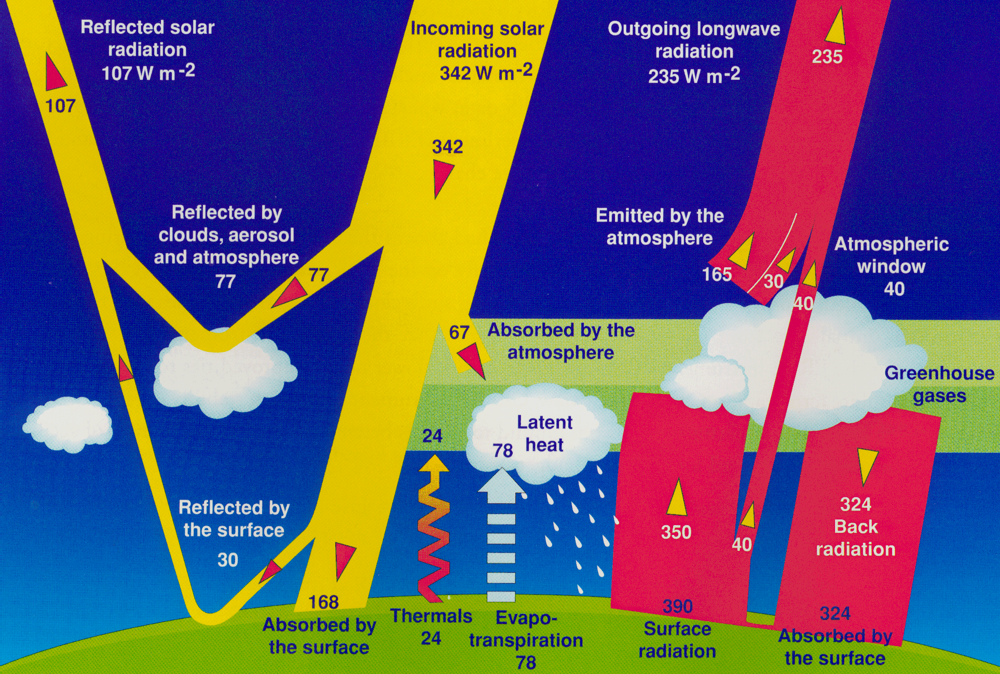 Reflected solar
radiation
107 W m-2
107
Incoming solar
radiation
342 W m-2
342
Outgoing longwave
radiation
235 W m-2
235
Reflected by
clouds, aerosol
and atmosphere
77
77
Emitted by the
atmosphere
165
30
40
Atmospheric
window
40
67
Absorbed by the
atmosphere
Greenhouse
gases
24
Latent
heat
78
350
40
324
Back
radiation
Reflected by
the surface
30
168
Absorbed by
the surface
Thermals
24
Evapo-
transpiration
78
390
Surface
radiation
324
Absorbed by
the surface